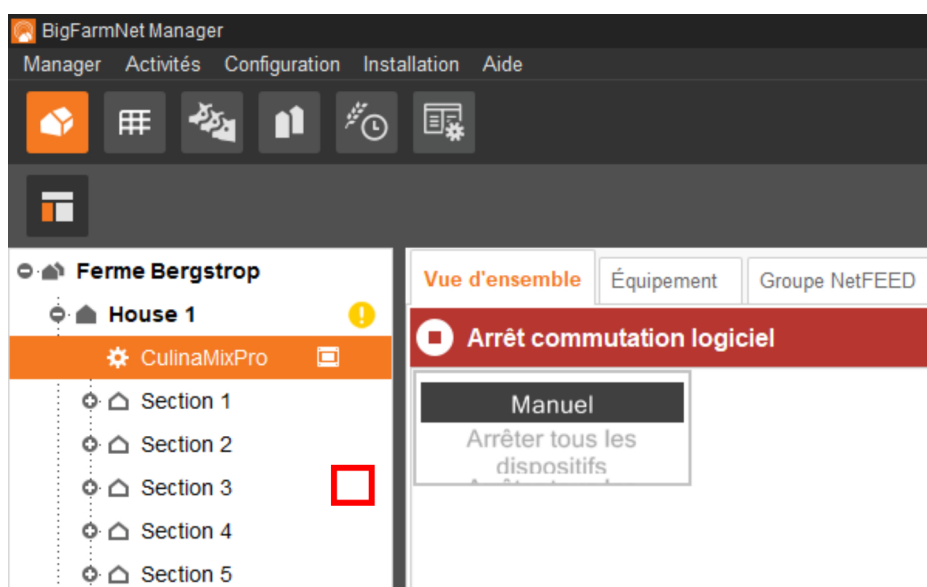 BigFarmNet Manager
Manager Activités Configuration Installation Aide
Ferme Bergstrop
House 1
CulinaMixPro
Section 1
Section 2
Section 3
Section 4
Section 5
Vue d'ensemble Équipement Groupe NetFEED
Arrêt commutation logiciel
Manuel
Arrêter tous les
dispositifs